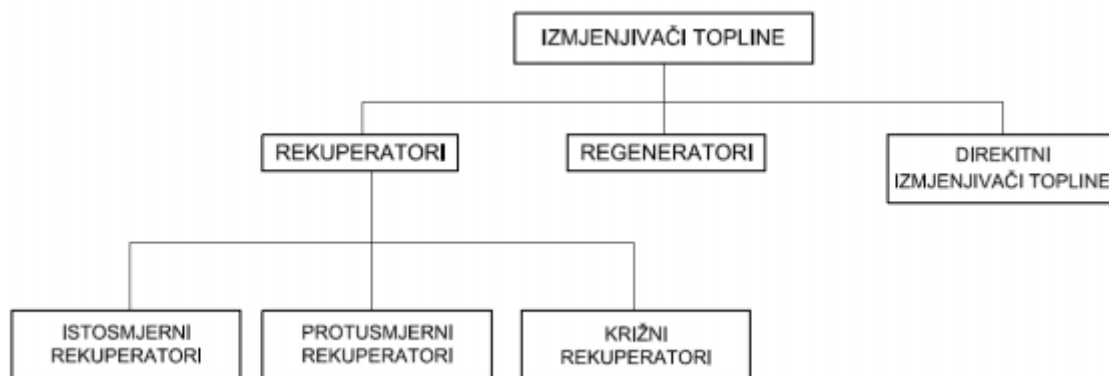 IZMJENJIVAČI TOPLINE
REKUPERATORI
REGENERATORI
DIREKITNI
IZMJENJIVAČI TOPLINE
ISTOSMJERNI
REKUPERATORI
PROTUSMJERNI
REKUPERATORI
KRIŽNI
REKUPERATORI